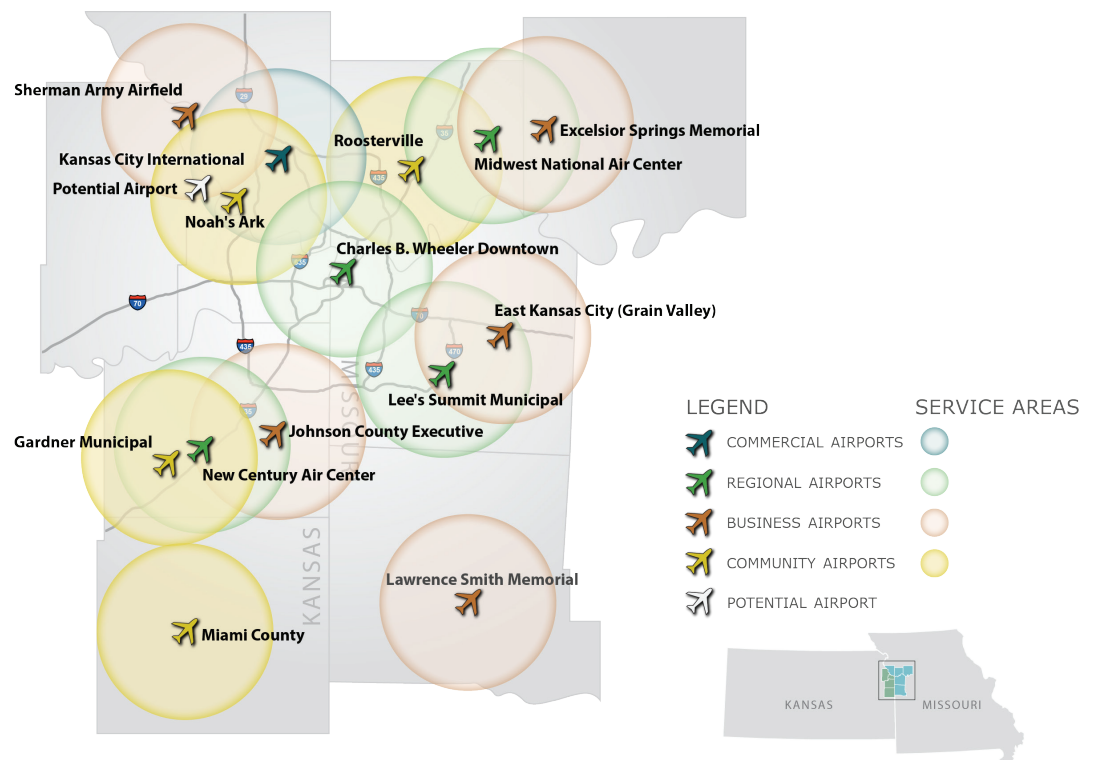 Sherman Army Airfield
29
Kansas City International
Potential Airport
Noah's Ark
Roosterville
35
435
Excelsior Springs Memorial
Midwest National Air Center
Charles B. Wheeler Downtown
635
70
East Kansas City (Grain Valley)
70
435
470
435
Lee's Summit Municipal
MISSOURI
35
Gardner Municipal
Johnson County Executive
New Century Air Center
KANSAS
Lawrence Smith Memorial
Miami County
LEGEND
SERVICE AREAS
COMMERCIAL AIRPORTS
REGIONAL AIRPORTS
BUSINESS AIRPORTS
COMMUNITY AIRPORTS
POTENTIAL AIRPORT
KANSAS
MISSOURI